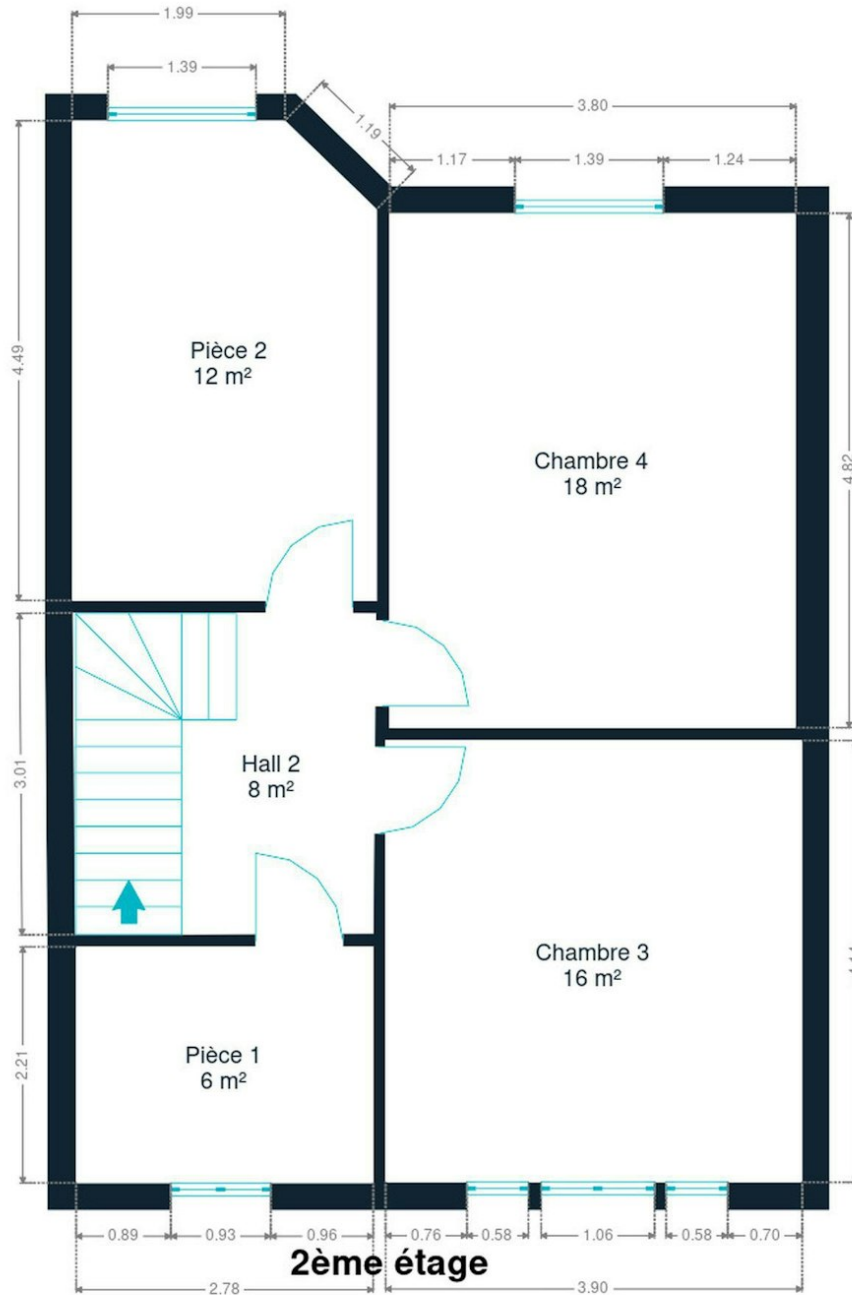 1.99
1.39
1.19
3.80
1.17
1.39
1.24
4.49
Pièce 2
12 m²
Chambre 4
18 m²
4.82
3.01
Hall 2
8 m²
Chambre 3
16 m²
2.21
Pièce 1
6 m²
0.89
0.93
0.96
0.76
0.58
1.06
0.58
0.70
2ème étage
2.78
3.90